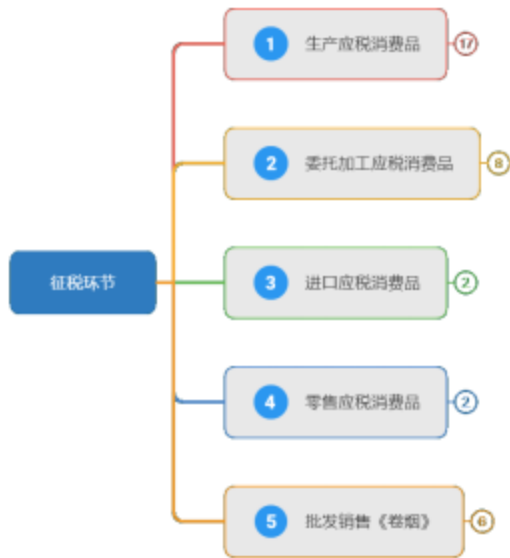 1 生产应税消费品 17
2 委托加工应税消费品 8
征税环节
3 进口应税消费品 2
4 零售应税消费品 2
5 批发销售《卷烟》 6